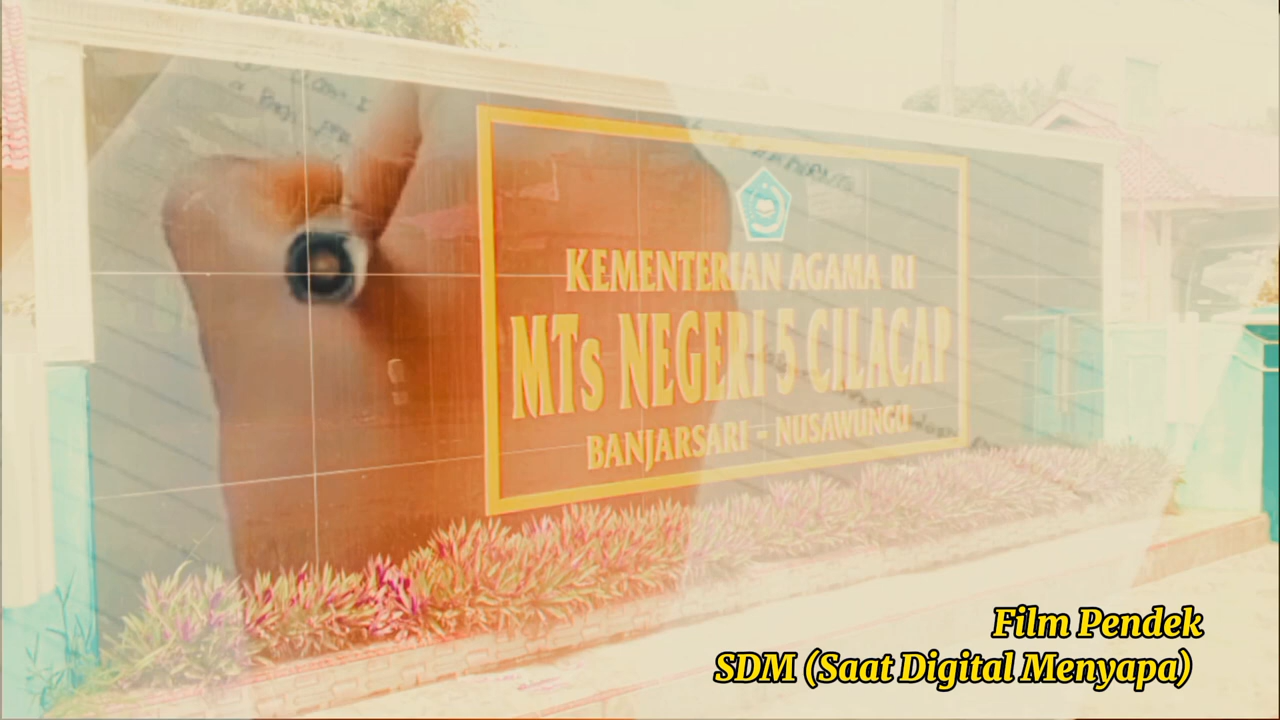 KEMENTERIAN AGAMA RI
MTs NEGERI 5 CILACAP
BANJARSARI - NUSAWUNGU
Film Pendek
SDM (Saat Digital Menyapa)